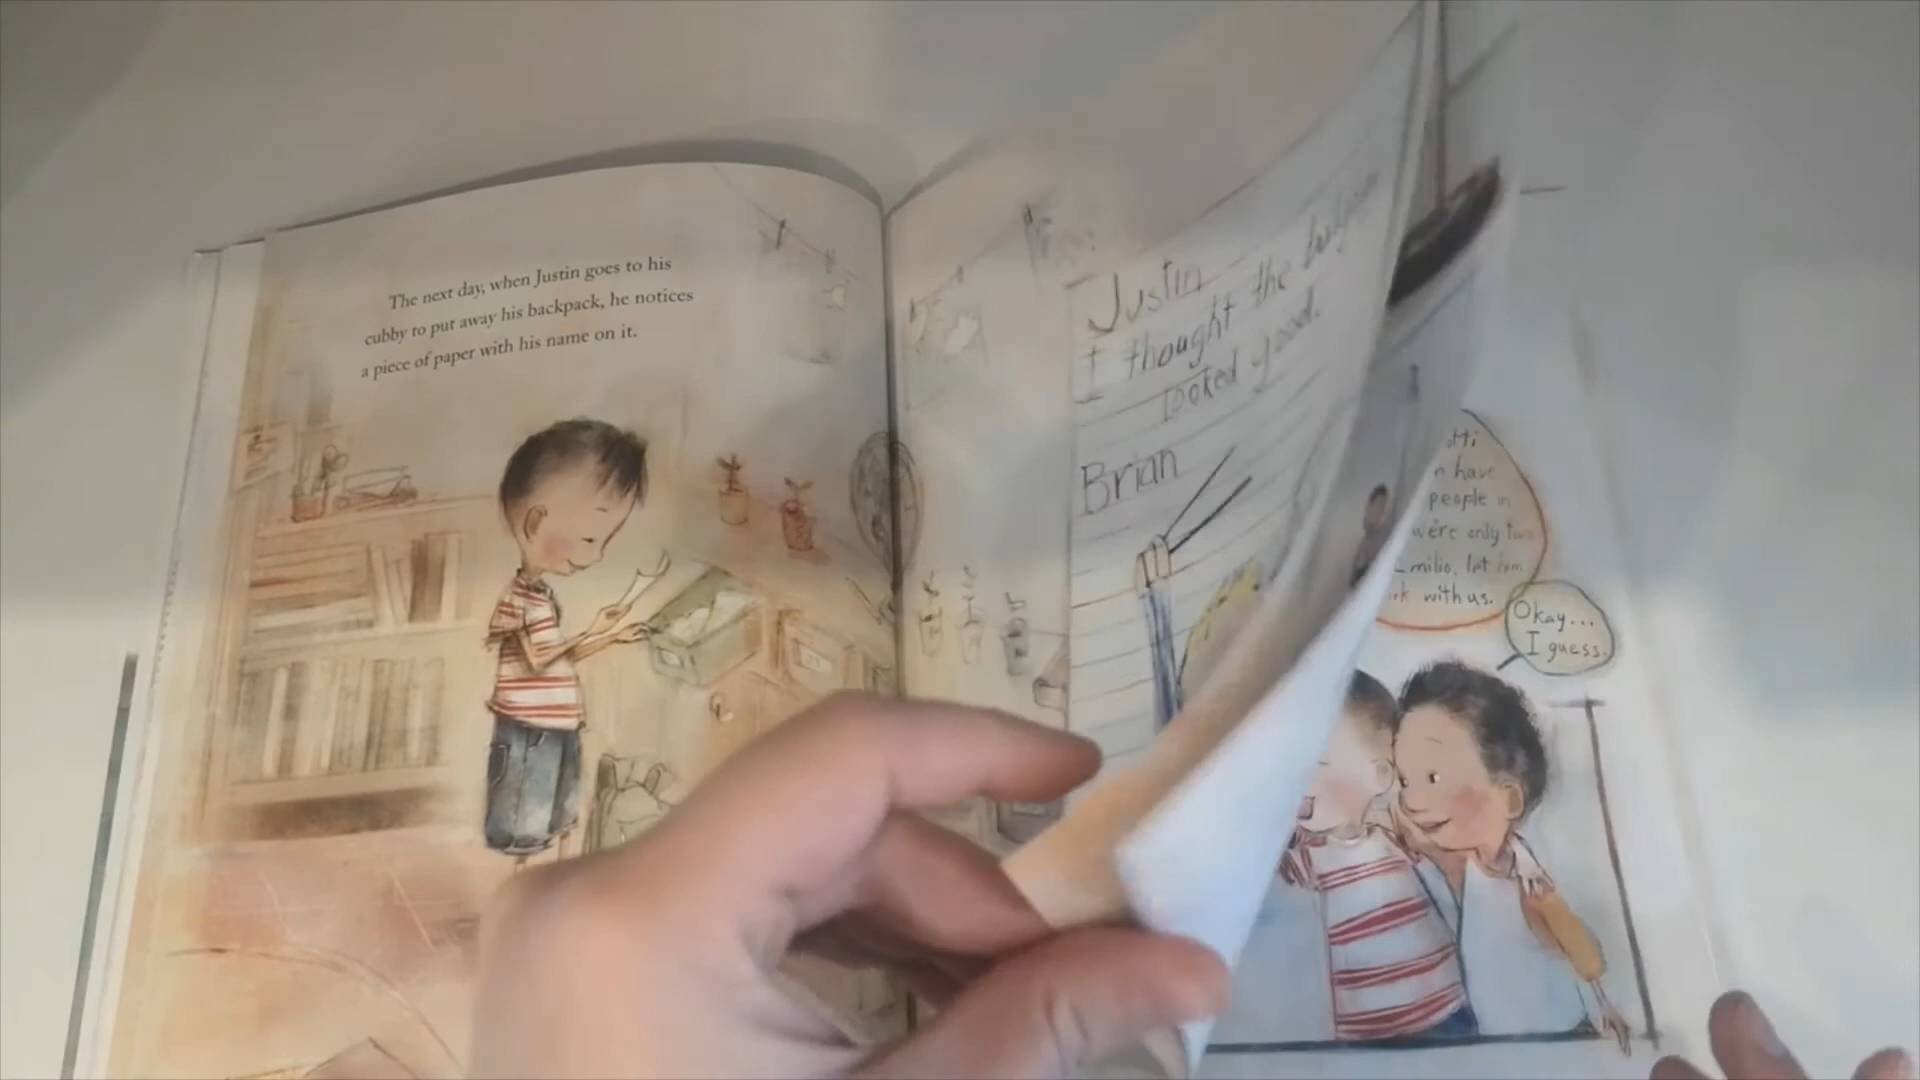 The next day, when Justin goes to his
cubby to put away his backpack, he notices
a piece of paper with his name on it.
Justin
I thought the
looked good.
Brian
have
people in
we're only two
Emilio, let him
with us.
Okay...
I guess.